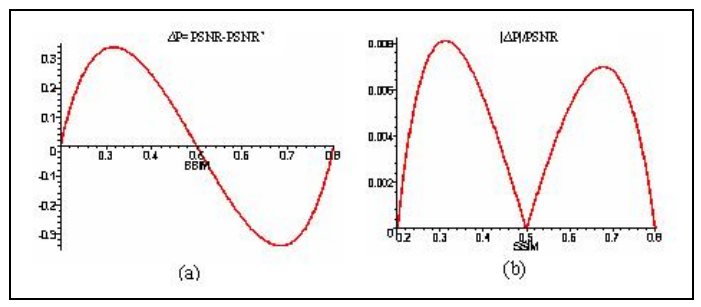 ΔP=PSNR-PSNR*
0.3
0.2
0.1
0
0.3 0.4 0.5 0.6 0.7 0.8
SSIM
-0.1
-0.2
-0.3
(a)
|ΔP|/PSNR
0.008
0.006
0.004
0.002
0
0.2 0.3 0.4 0.5 0.6 0.7 0.8
SSIM
(b)